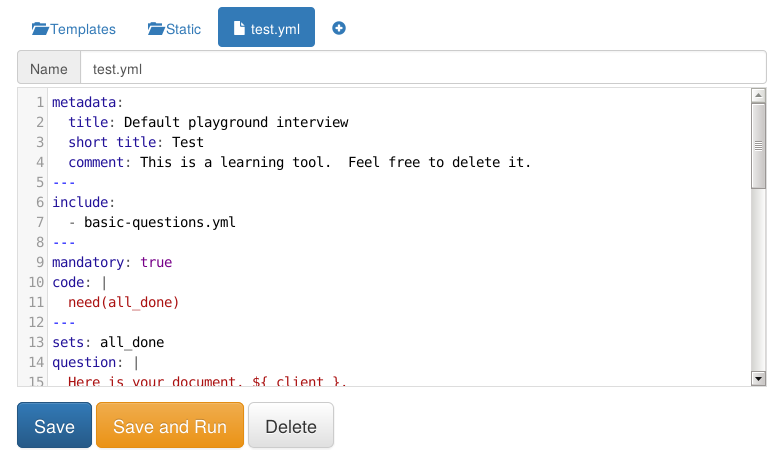 Templates Static test.yml
Name test.yml
1 metadata:
2   title: Default playground interview
3   short title: Test
4   comment: This is a learning tool.  Feel free to delete it.
5 ---
6 include:
7   - basic-questions.yml
8 ---
9 mandatory: true
10 code: |
11   need(all_done)
12 ---
13 sets: all_done
14 question: |
15   Here is your document, ${ client }.
Save Save and Run Delete